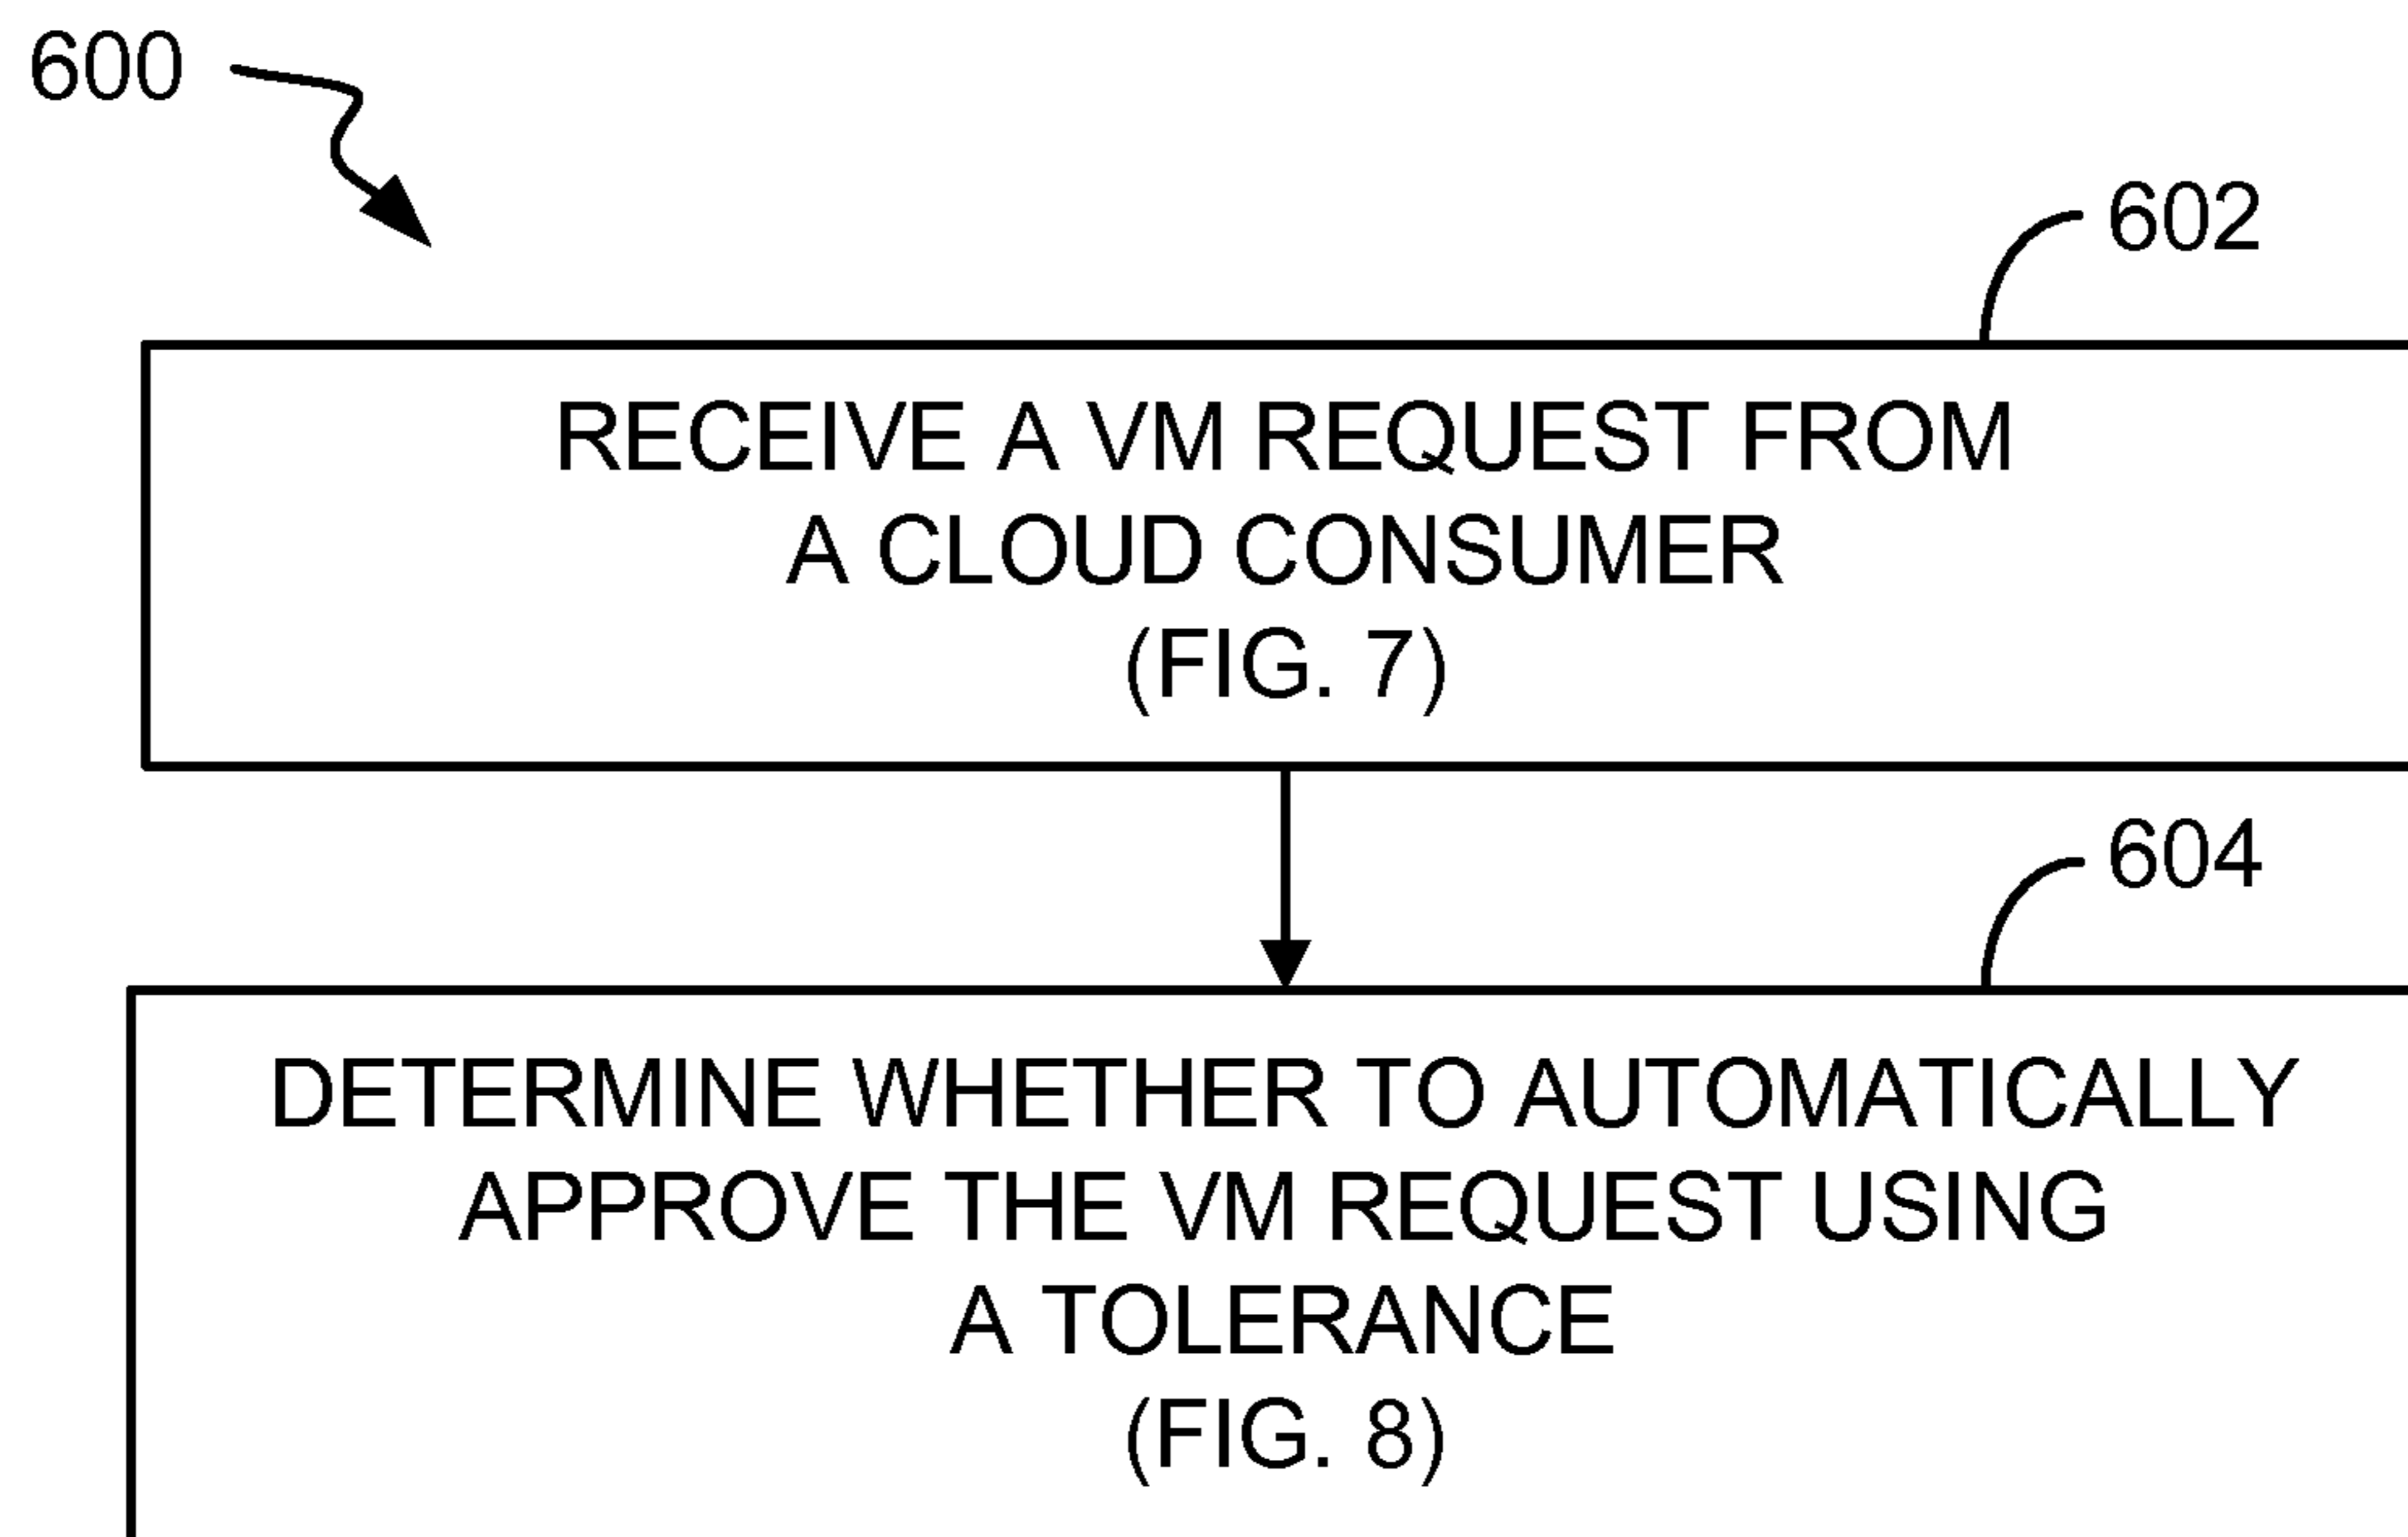 600
602
RECEIVE A VM REQUEST FROM
A CLOUD CONSUMER
(FIG. 7)
604
DETERMINE WHETHER TO AUTOMATICALLY
APPROVE THE VM REQUEST USING
A TOLERANCE
(FIG. 8)